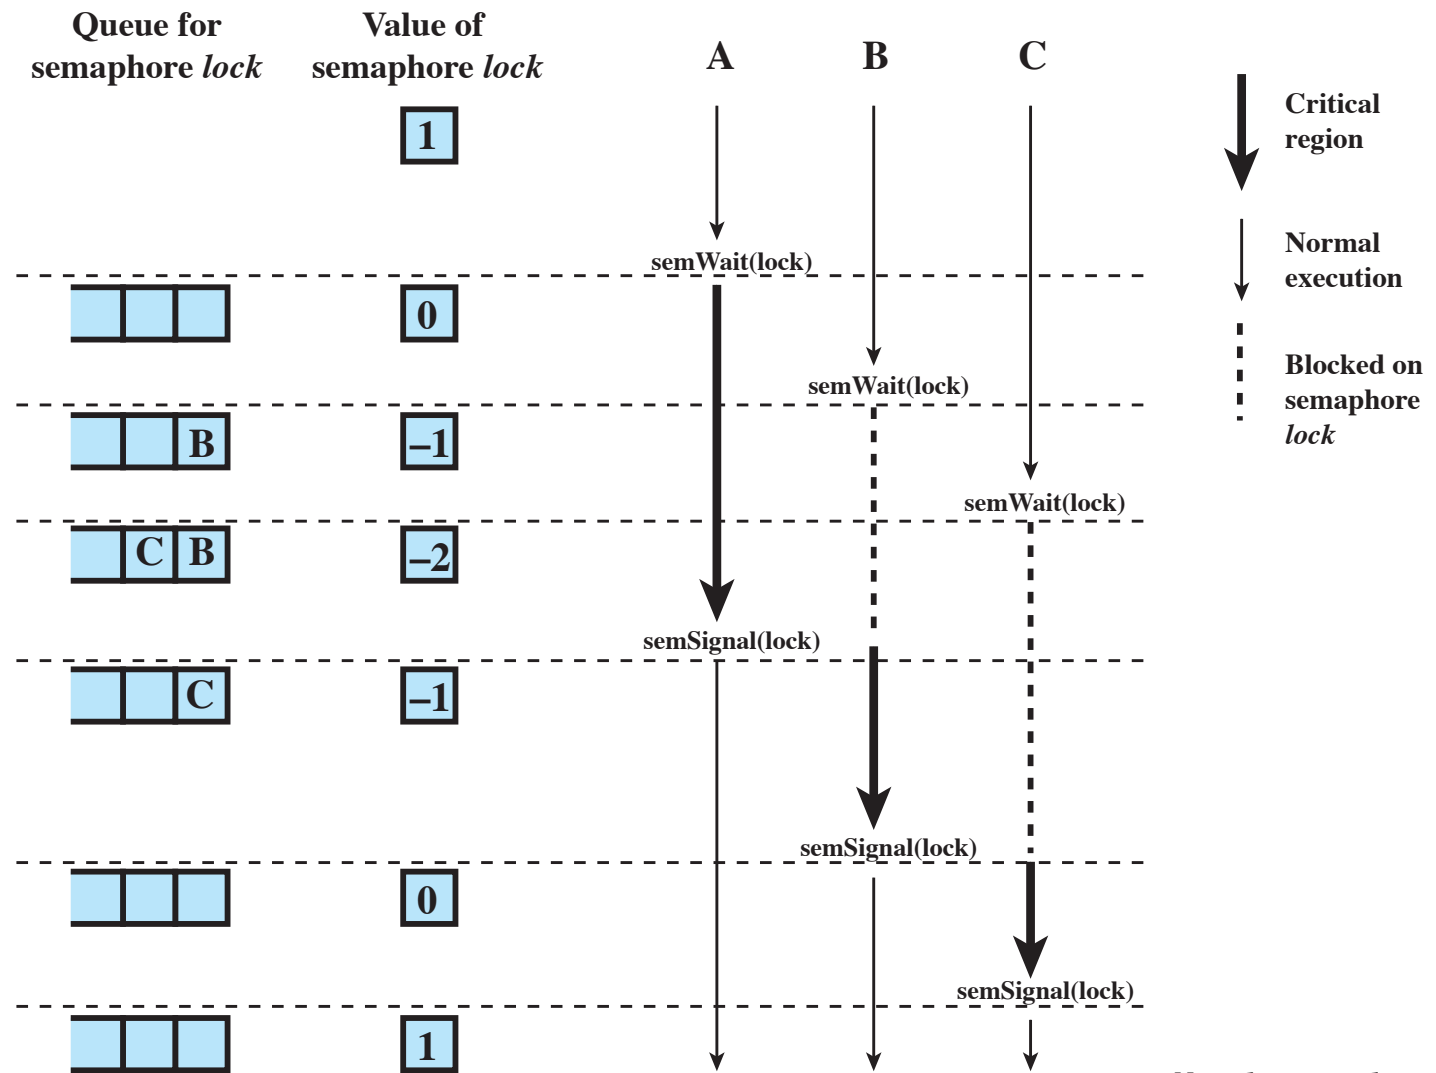 Queue for
semaphore lock
Value of
semaphore lock
A
B
C
1
Critical
region
Normal
execution
semWait(lock)
0
Blocked on
semaphore
lock
semWait(lock)
B
–1
semWait(lock)
C B
–2
semSignal(lock)
C
–1
semSignal(lock)
0
semSignal(lock)
1